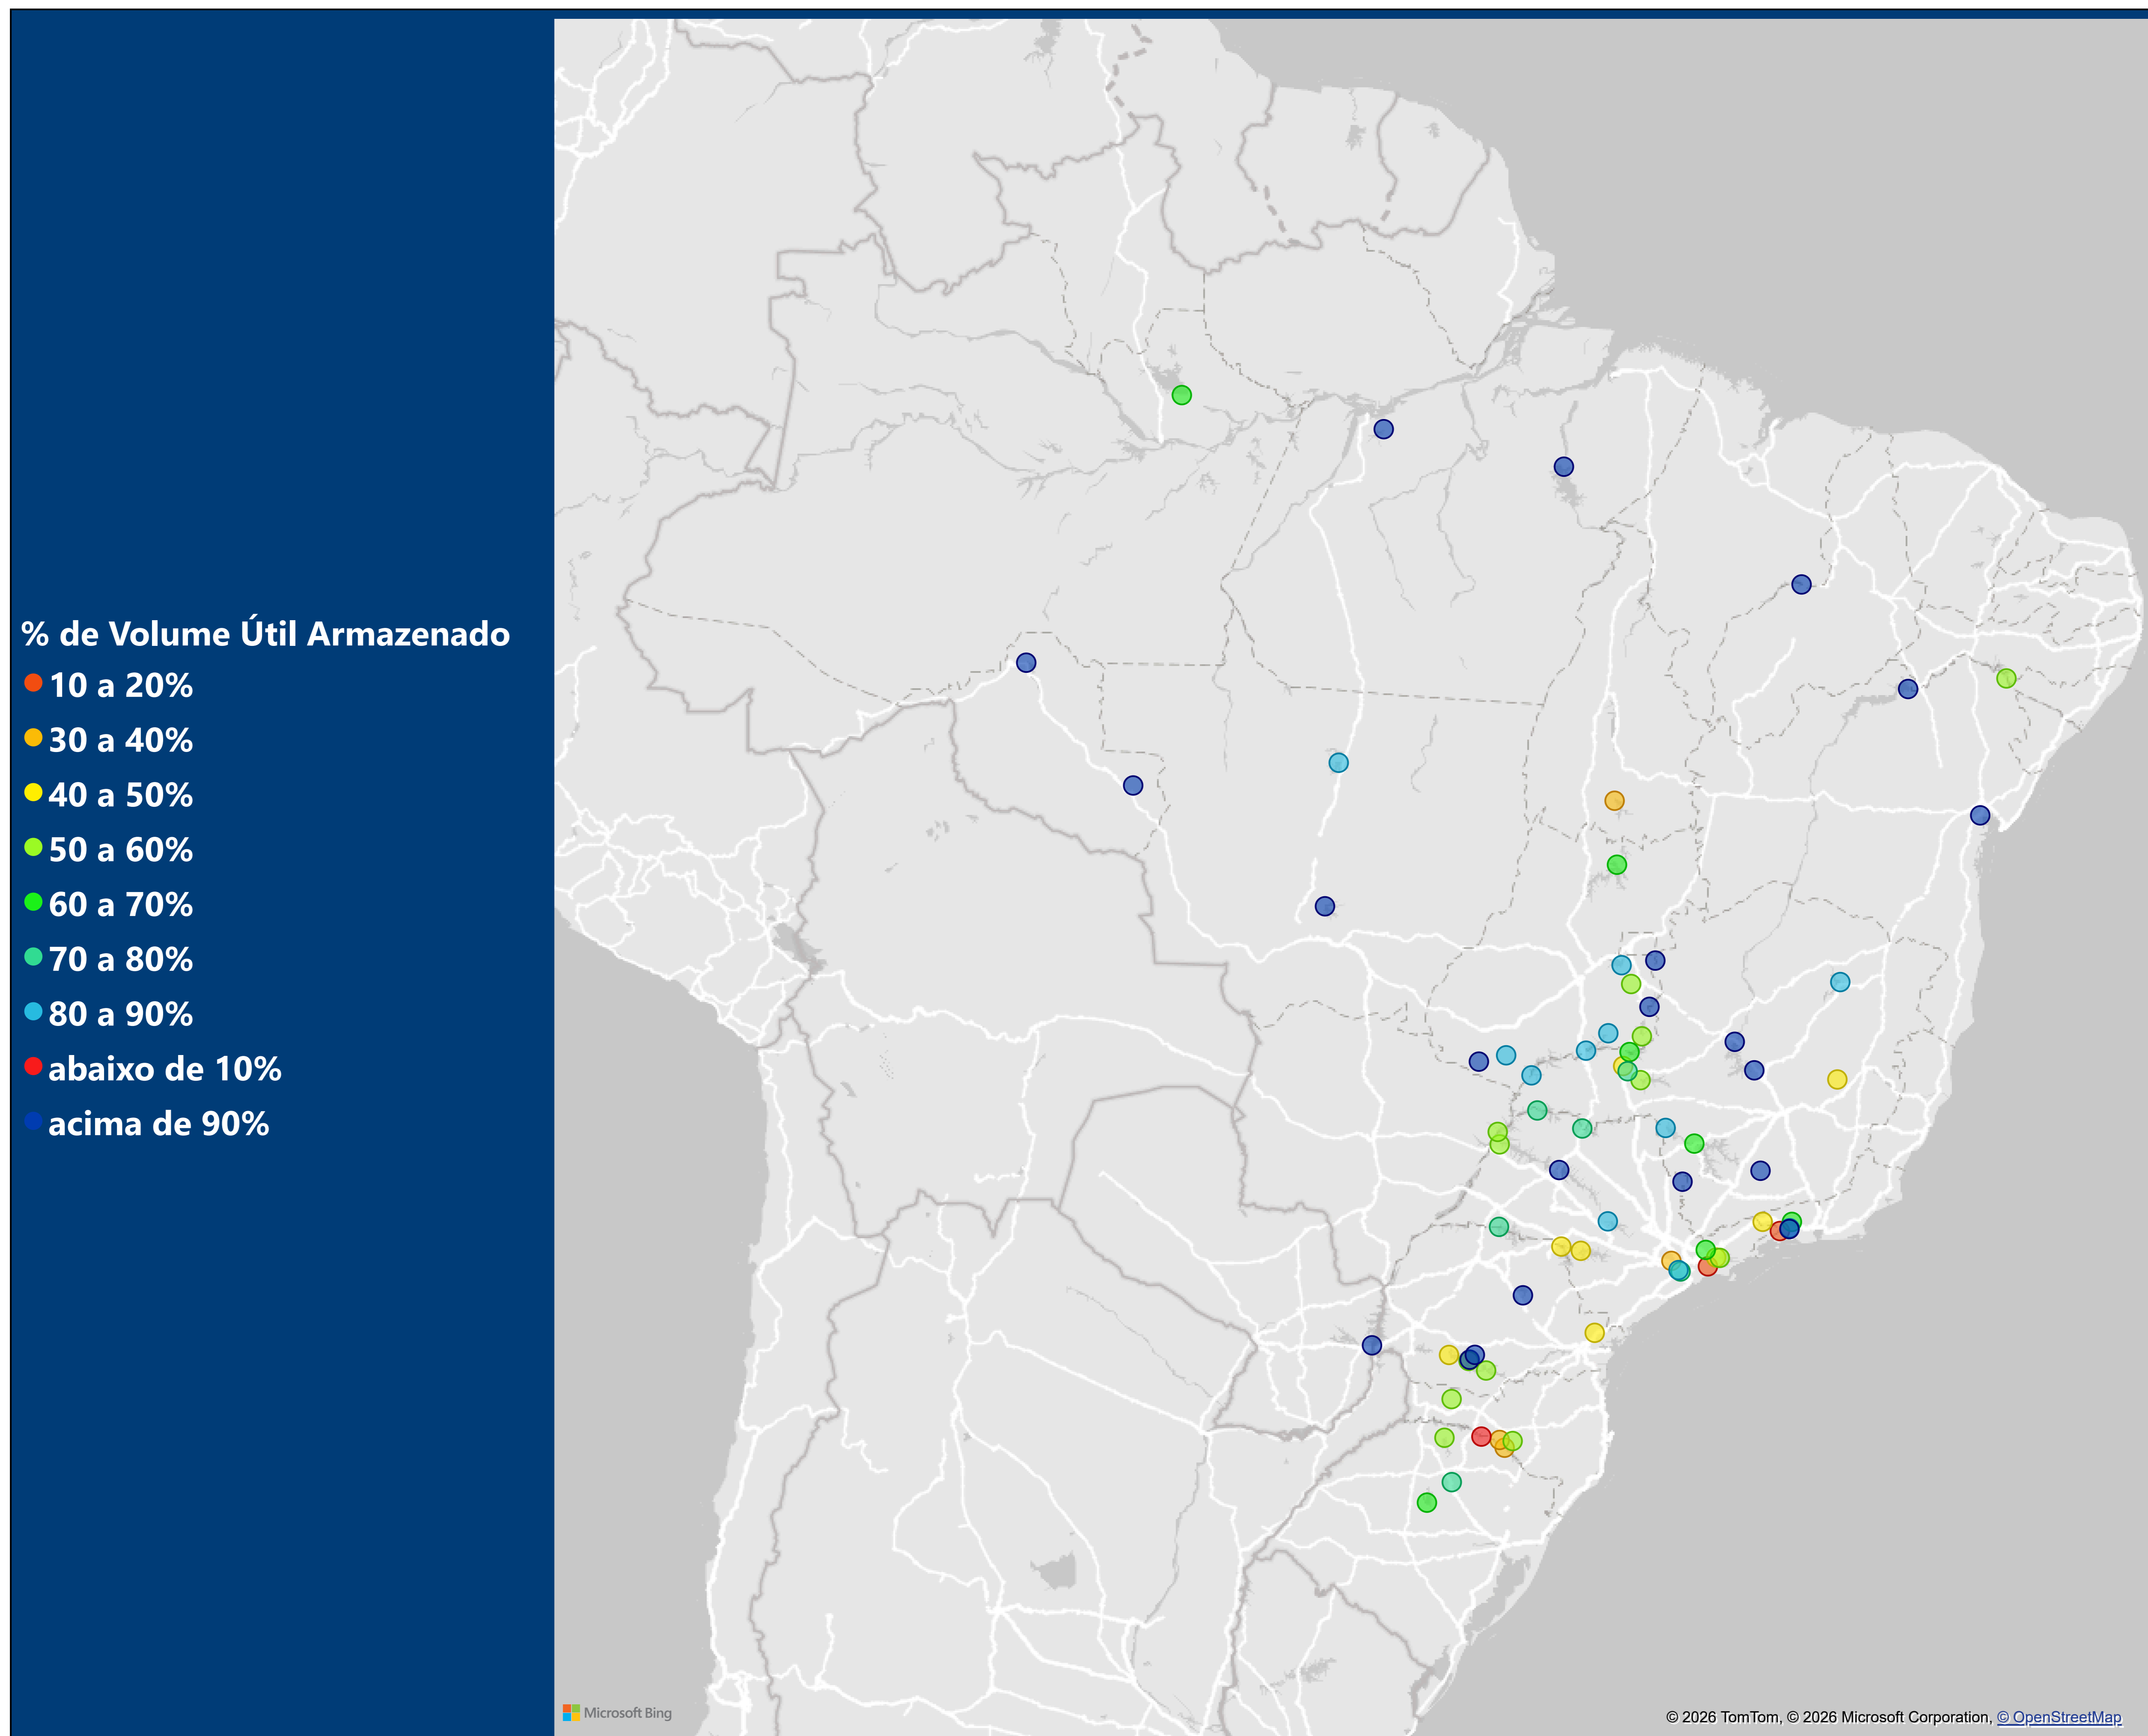 % de Volume Útil Armazenado
10 a 20%
30 a 40%
40 a 50%
50 a 60%
60 a 70%
70 a 80%
80 a 90%
abaixo de 10%
acima de 90%
Microsoft Bing
© 2026 TomTom, © 2026 Microsoft Corporation, © OpenStreetMap